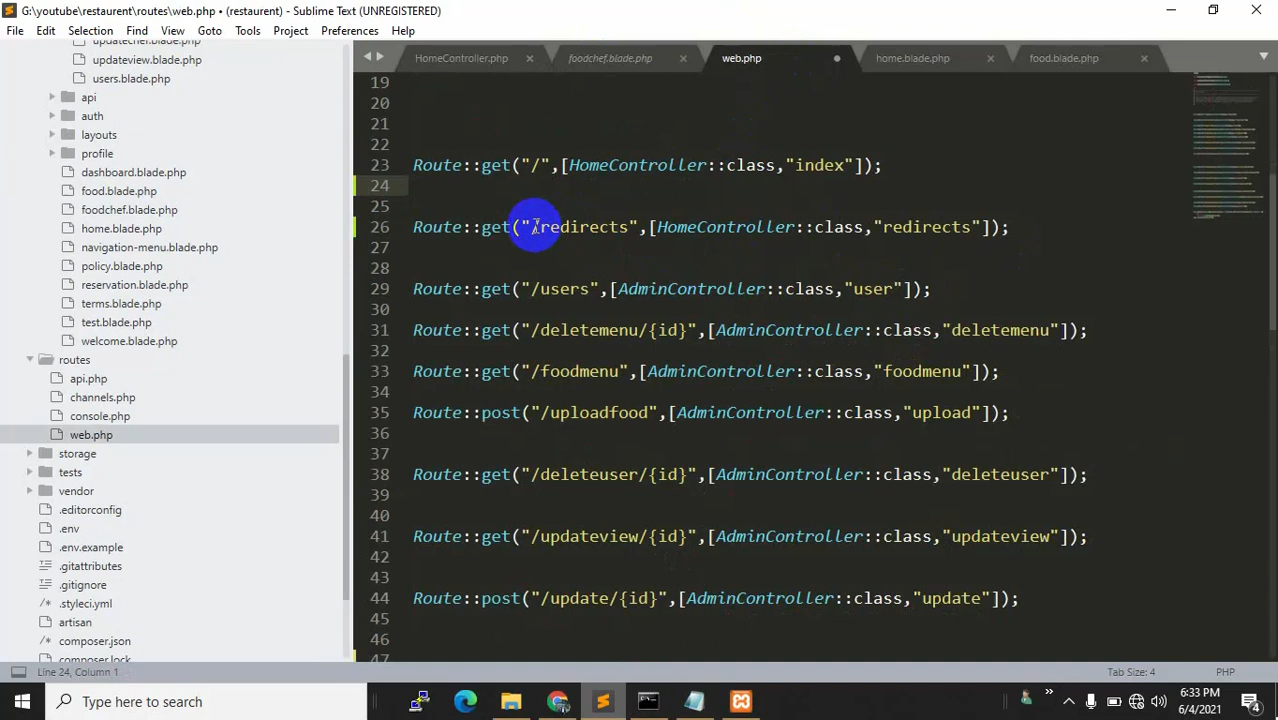 G:\youtube\restaurent\routes\web.php • (restaurent) - Sublime Text (UNREGISTERED)
File Edit Selection Find View Goto Tools Project Preferences Help
updatechef.blade.php
updateview.blade.php
users.blade.php
api
auth
layouts
profile
dashboard.blade.php
food.blade.php
foodchef.blade.php
home.blade.php
navigation-menu.blade.php
policy.blade.php
reservation.blade.php
terms.blade.php
test.blade.php
welcome.blade.php
routes
api.php
channels.php
console.php
web.php
storage
tests
vendor
.editorconfig
.env
.env.example
.gitattributes
.gitignore
.styleci.yml
artisan
composer.json
composer.lock
HomeController.php foodchef.blade.php web.php home.blade.php food.blade.php
19
20
21
22
23 Route::get("/",[HomeController::class,"index"]);
24
25
26 Route::get("/redirects",[HomeController::class,"redirects"]);
27
28
29 Route::get("/users",[AdminController::class,"user"]);
30
31 Route::get("/deletemenu/{id}",[AdminController::class,"deletemenu"]);
32
33 Route::get("/foodmenu",[AdminController::class,"foodmenu"]);
34
35 Route::post("/uploadfood",[AdminController::class,"upload"]);
36
37
38 Route::get("/deleteuser/{id}",[AdminController::class,"deleteuser"]);
39
40
41 Route::get("/updateview/{id}",[AdminController::class,"updateview"]);
42
43
44 Route::post("/update/{id}",[AdminController::class,"update"]);
45
46
47
Line 24, Column 1 Tab Size: 4 PHP
Type here to search
6:33 PM
6/4/2021
4